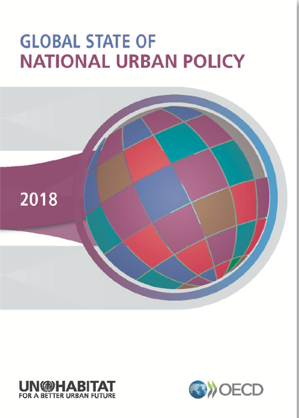 GLOBAL STATE OF
NATIONAL URBAN POLICY
2018
UN HABITAT
FOR A BETTER URBAN FUTURE
OECD